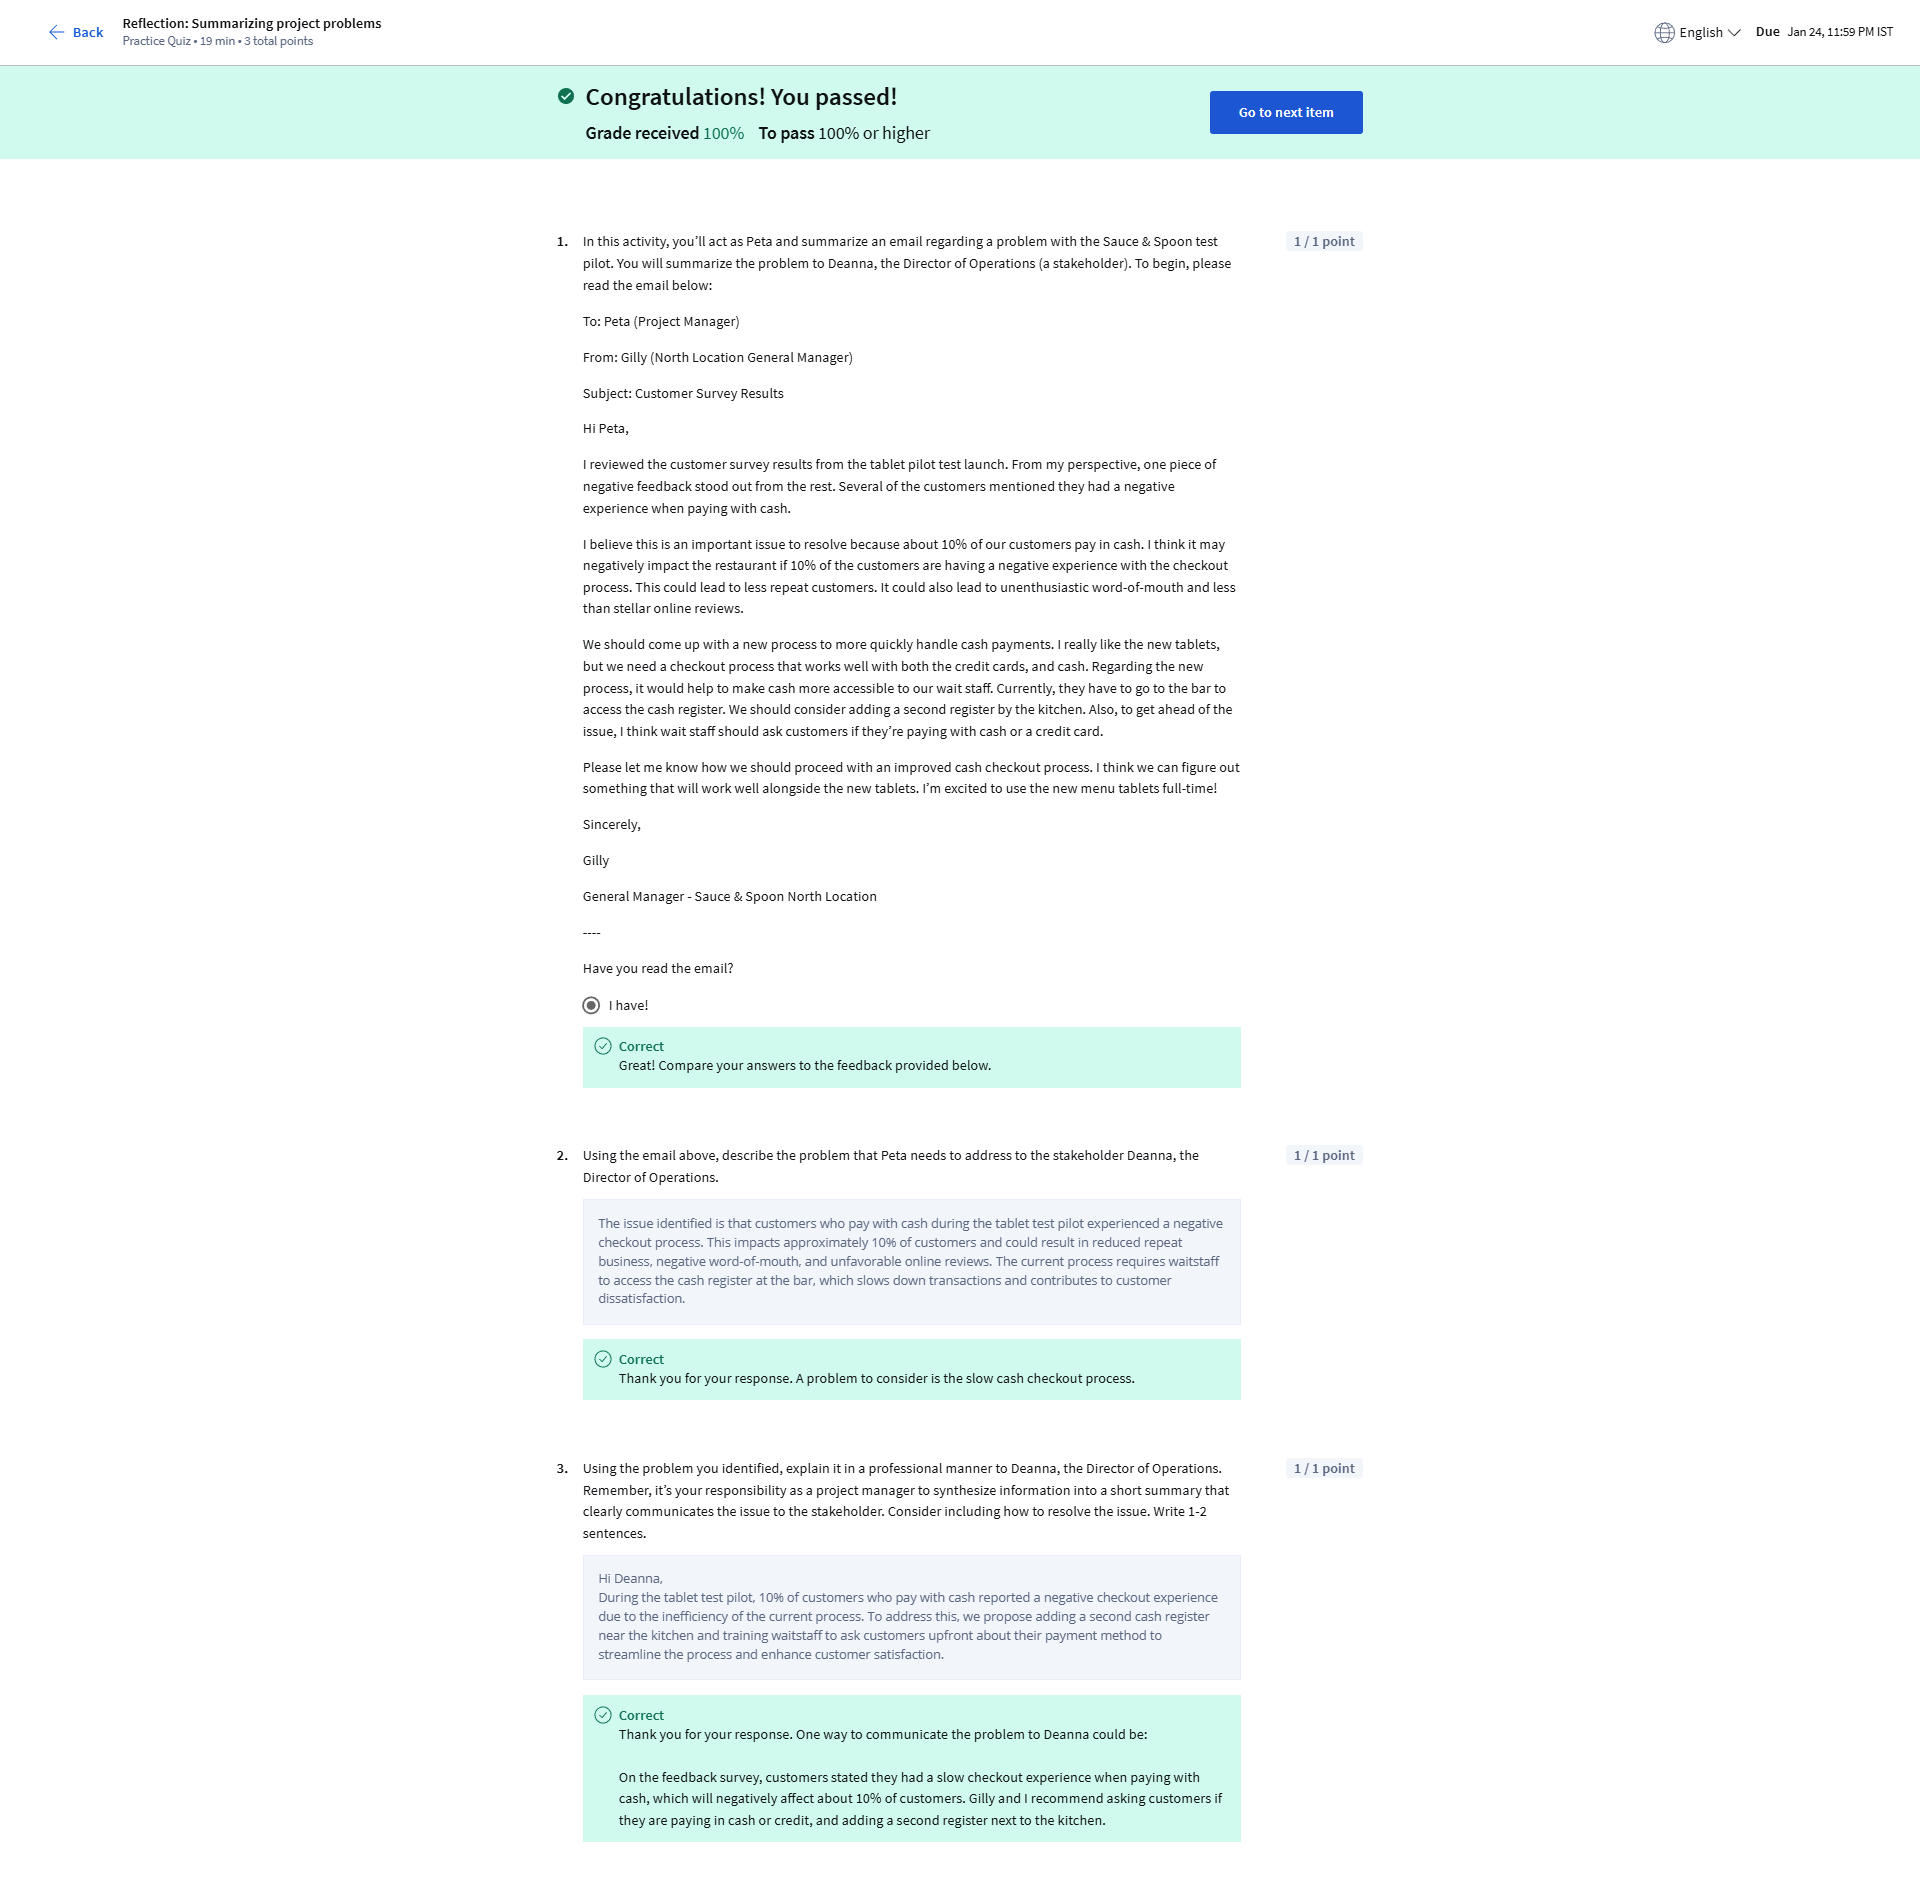 Back
Reflection: Summarizing project problems
Practice Quiz • 19 min • 3 total points
English
Due Jan 24, 11:59 PM IST
Congratulations! You passed!
Grade received 100% To pass 100% or higher
Go to next item
1. In this activity, you’ll act as Peta and summarize an email regarding a problem with the Sauce & Spoon test
1 / 1 point
pilot. You will summarize the problem to Deanna, the Director of Operations (a stakeholder). To begin, please
read the email below:
To: Peta (Project Manager)
From: Gilly (North Location General Manager)
Subject: Customer Survey Results
Hi Peta,
I reviewed the customer survey results from the tablet pilot test launch. From my perspective, one piece of
negative feedback stood out from the rest. Several of the customers mentioned they had a negative
experience when paying with cash.
I believe this is an important issue to resolve because about 10% of our customers pay in cash. I think it may
negatively impact the restaurant if 10% of the customers are having a negative experience with the checkout
process. This could lead to less repeat customers. It could also lead to unenthusiastic word-of-mouth and less
than stellar online reviews.
We should come up with a new process to more quickly handle cash payments. I really like the new tablets,
but we need a checkout process that works well with both the credit cards, and cash. Regarding the new
process, it would help to make cash more accessible to our wait staff. Currently, they have to go to the bar to
access the cash register. We should consider adding a second register by the kitchen. Also, to get ahead of the
issue, I think wait staff should ask customers if they’re paying with cash or a credit card.
Please let me know how we should proceed with an improved cash checkout process. I think we can figure out
something that will work well alongside the new tablets. I’m excited to use the new menu tablets full-time!
Sincerely,
Gilly
General Manager - Sauce & Spoon North Location
----
Have you read the email?
I have!
Correct
Great! Compare your answers to the feedback provided below.
2. Using the email above, describe the problem that Peta needs to address to the stakeholder Deanna, the
1 / 1 point
Director of Operations.
The issue identified is that customers who pay with cash during the tablet test pilot experienced a negative
checkout process. This impacts approximately 10% of customers and could result in reduced repeat
business, negative word-of-mouth, and unfavorable online reviews. The current process requires waitstaff
to access the cash register at the bar, which slows down transactions and contributes to customer
dissatisfaction.
Correct
Thank you for your response. A problem to consider is the slow cash checkout process.
3. Using the problem you identified, explain it in a professional manner to Deanna, the Director of Operations.
1 / 1 point
Remember, it’s your responsibility as a project manager to synthesize information into a short summary that
clearly communicates the issue to the stakeholder. Consider including how to resolve the issue. Write 1-2
sentences.
Hi Deanna,
During the tablet test pilot, 10% of customers who pay with cash reported a negative checkout experience
due to the inefficiency of the current process. To address this, we propose adding a second cash register
near the kitchen and training waitstaff to ask customers upfront about their payment method to
streamline the process and enhance customer satisfaction.
Correct
Thank you for your response. One way to communicate the problem to Deanna could be:
On the feedback survey, customers stated they had a slow checkout experience when paying with
cash, which will negatively affect about 10% of customers. Gilly and I recommend asking customers if
they are paying in cash or credit, and adding a second register next to the kitchen.